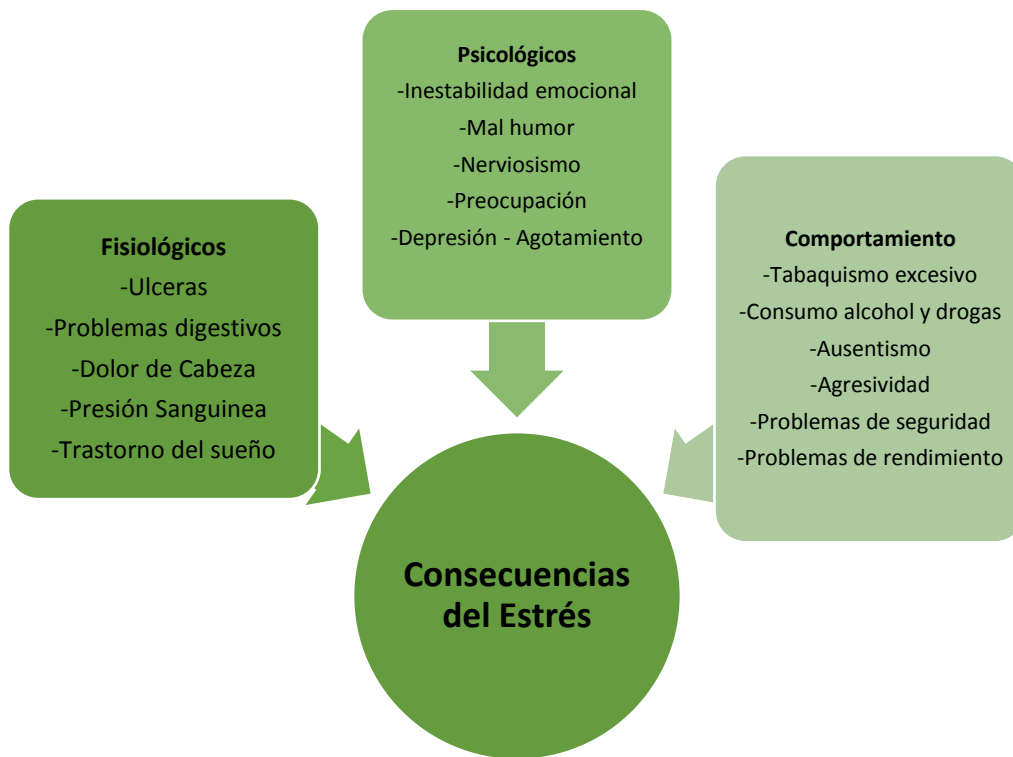 Psicológicos
-Inestabilidad emocional
-Mal humor
-Nerviosismo
-Preocupación
-Depresión - Agotamiento
Fisiológicos
-Ulceras
-Problemas digestivos
-Dolor de Cabeza
-Presión Sanguinea
-Trastorno del sueño
Comportamiento
-Tabaquismo excesivo
-Consumo alcohol y drogas
-Ausentismo
-Agresividad
-Problemas de seguridad
-Problemas de rendimiento
Consecuencias
del Estrés